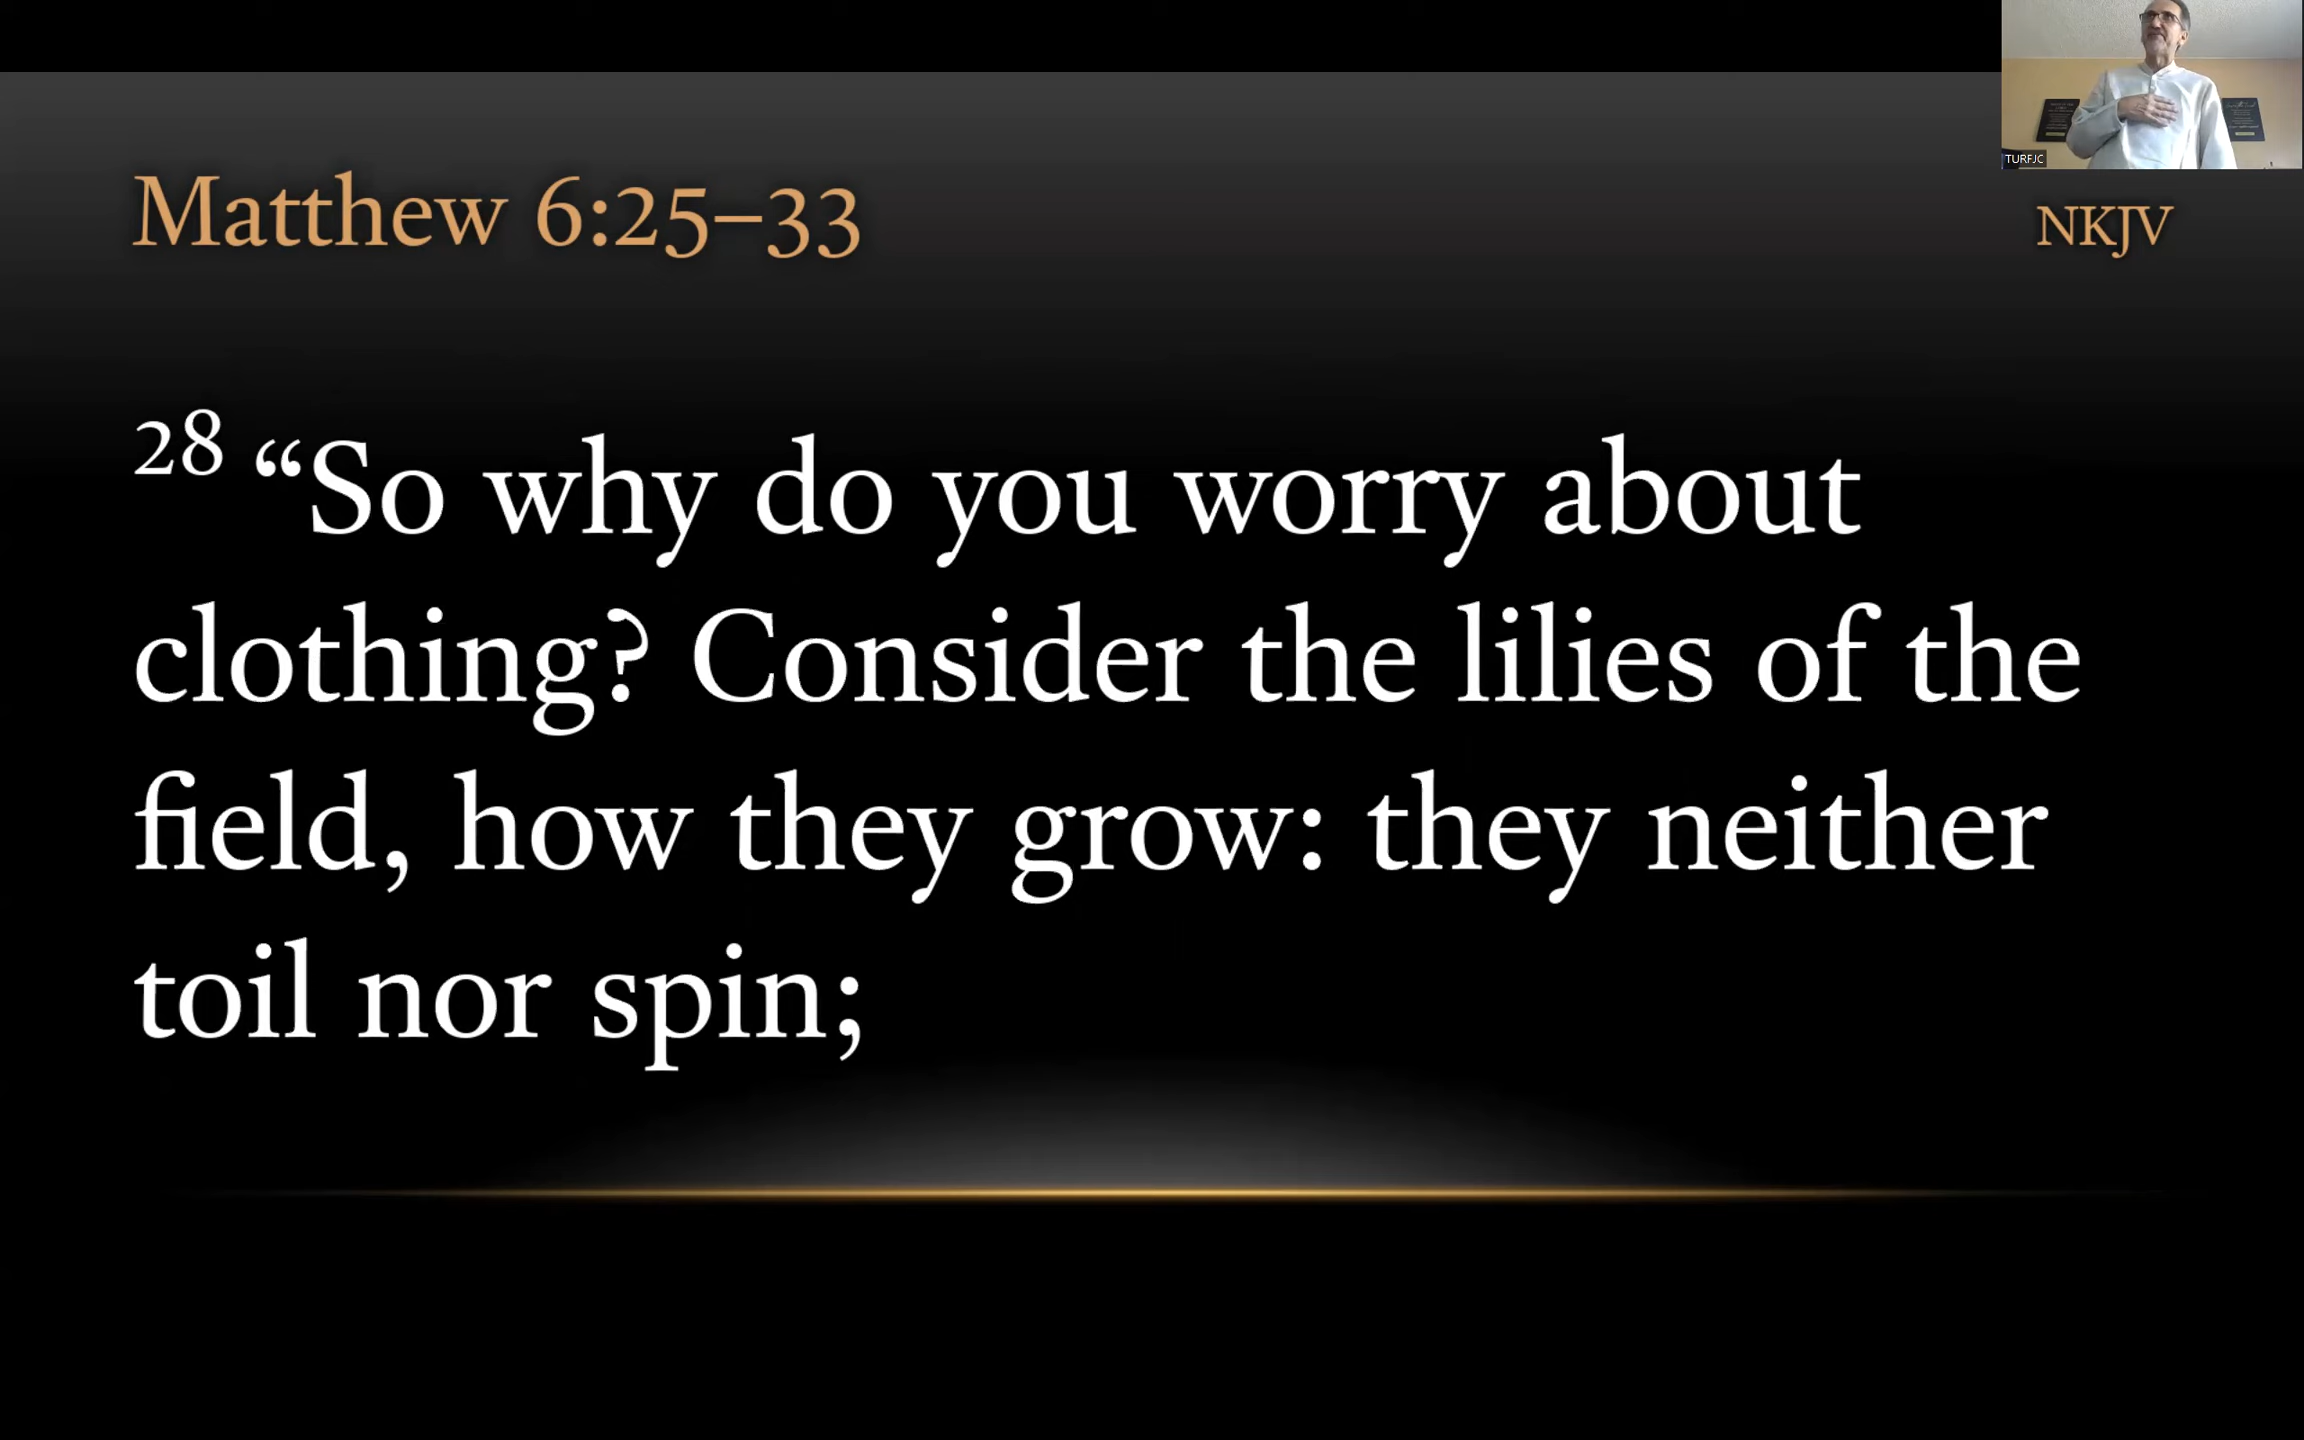 TURFJC
Matthew 6:25–33
NKJV
28 “So why do you worry about
clothing? Consider the lilies of the
field, how they grow: they neither
toil nor spin;